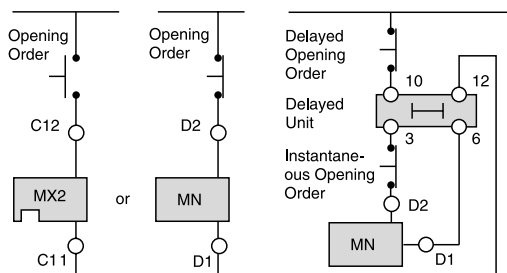 Opening
Order
C12
MX2
C11
or
Opening
Order
D2
MN
D1
Delayed
Opening
Order
10
12
Delayed
Unit
3
6
Instantane-
ous Opening
Order
D2
MN
D1